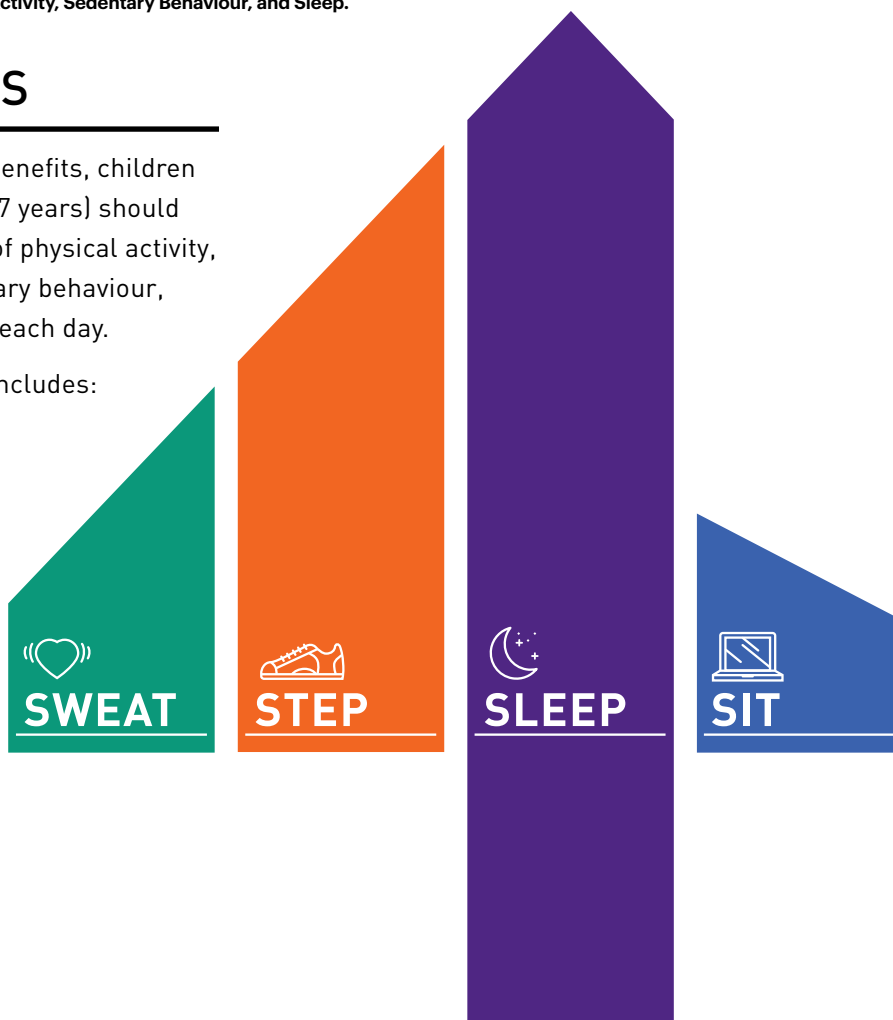 ctivity, Sedentary Behaviour, and Sleep.
S
enefits, children
7 years) should
of physical activity,
ary behaviour,
each day.
ncludes:
SWEAT
STEP
SLEEP
SIT